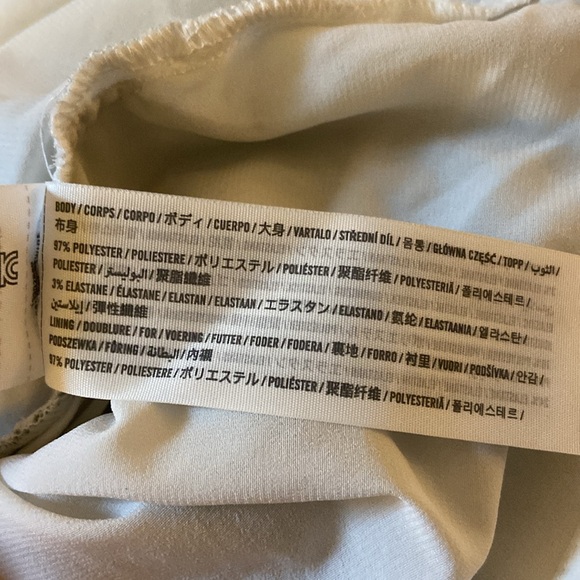 BODY / CORPS / CORPO / ボディ / CUERPO / 大身 / VARTALO / STŘEDNÍ DÍL / 몸통 / GŁÓWNA CZĘŚĆ / TOPP / الثوب /
布身
97% POLYESTER / POLIESTERE / ポリエステル / POLIÉSTER / 聚酯纤维 / POLYESTERIÄ / 폴리에스테르 /
POLIESTER / البوليستر / 聚脂纖維
3% ELASTANE / ÉLASTANE / ELASTAN / ELASTAAN / エラスタン / ELASTANO / 氨纶 / ELASTAANIA / 엘라스탄 /
إيلاستين / 彈性纖維
LINING / DOUBLURE / FOR / VOERING / FUTTER / FODER / FODERA / 裏地 / FORRO / 衬里 / VUORI / PODŠÍVKA / 안감 /
PODSZEWKA / FÔRING / البطانة / 內襯
97% POLYESTER / POLIESTERE / ポリエステル / POLIÉSTER / 聚酯纤维 / POLYESTERIÄ / 폴리에스테르 /